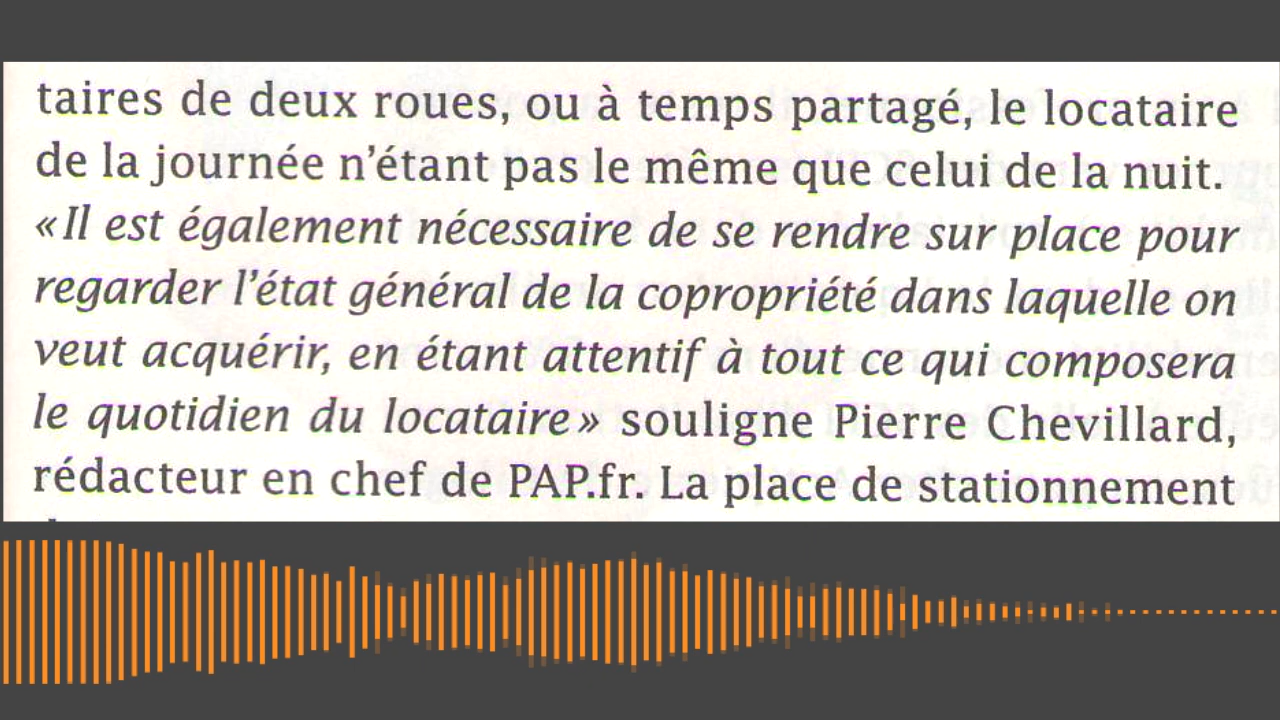 taires de deux roues, ou à temps partagé, le locataire
de la journée n’étant pas le même que celui de la nuit.
«Il est également nécessaire de se rendre sur place pour
regarder l’état général de la copropriété dans laquelle on
veut acquérir, en étant attentif à tout ce qui composera
le quotidien du locataire» souligne Pierre Chevillard,
rédacteur en chef de PAP.fr. La place de stationnement